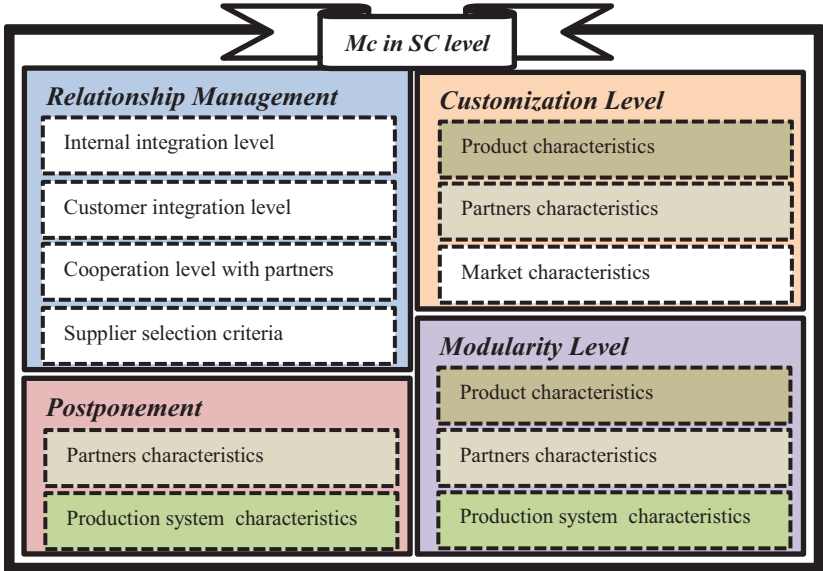 Mc in SC level
Relationship Management
Internal integration level
Customer integration level
Cooperation level with partners
Supplier selection criteria
Customization Level
Product characteristics
Partners characteristics
Market characteristics
Postponement
Partners characteristics
Production system characteristics
Modularity Level
Product characteristics
Partners characteristics
Production system characteristics